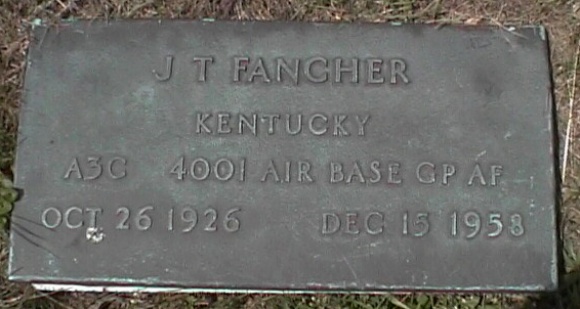 J T FANCHER
KENTUCKY
A3C 4001 AIR BASE GP AF
OCT 26 1926 DEC 15 1958